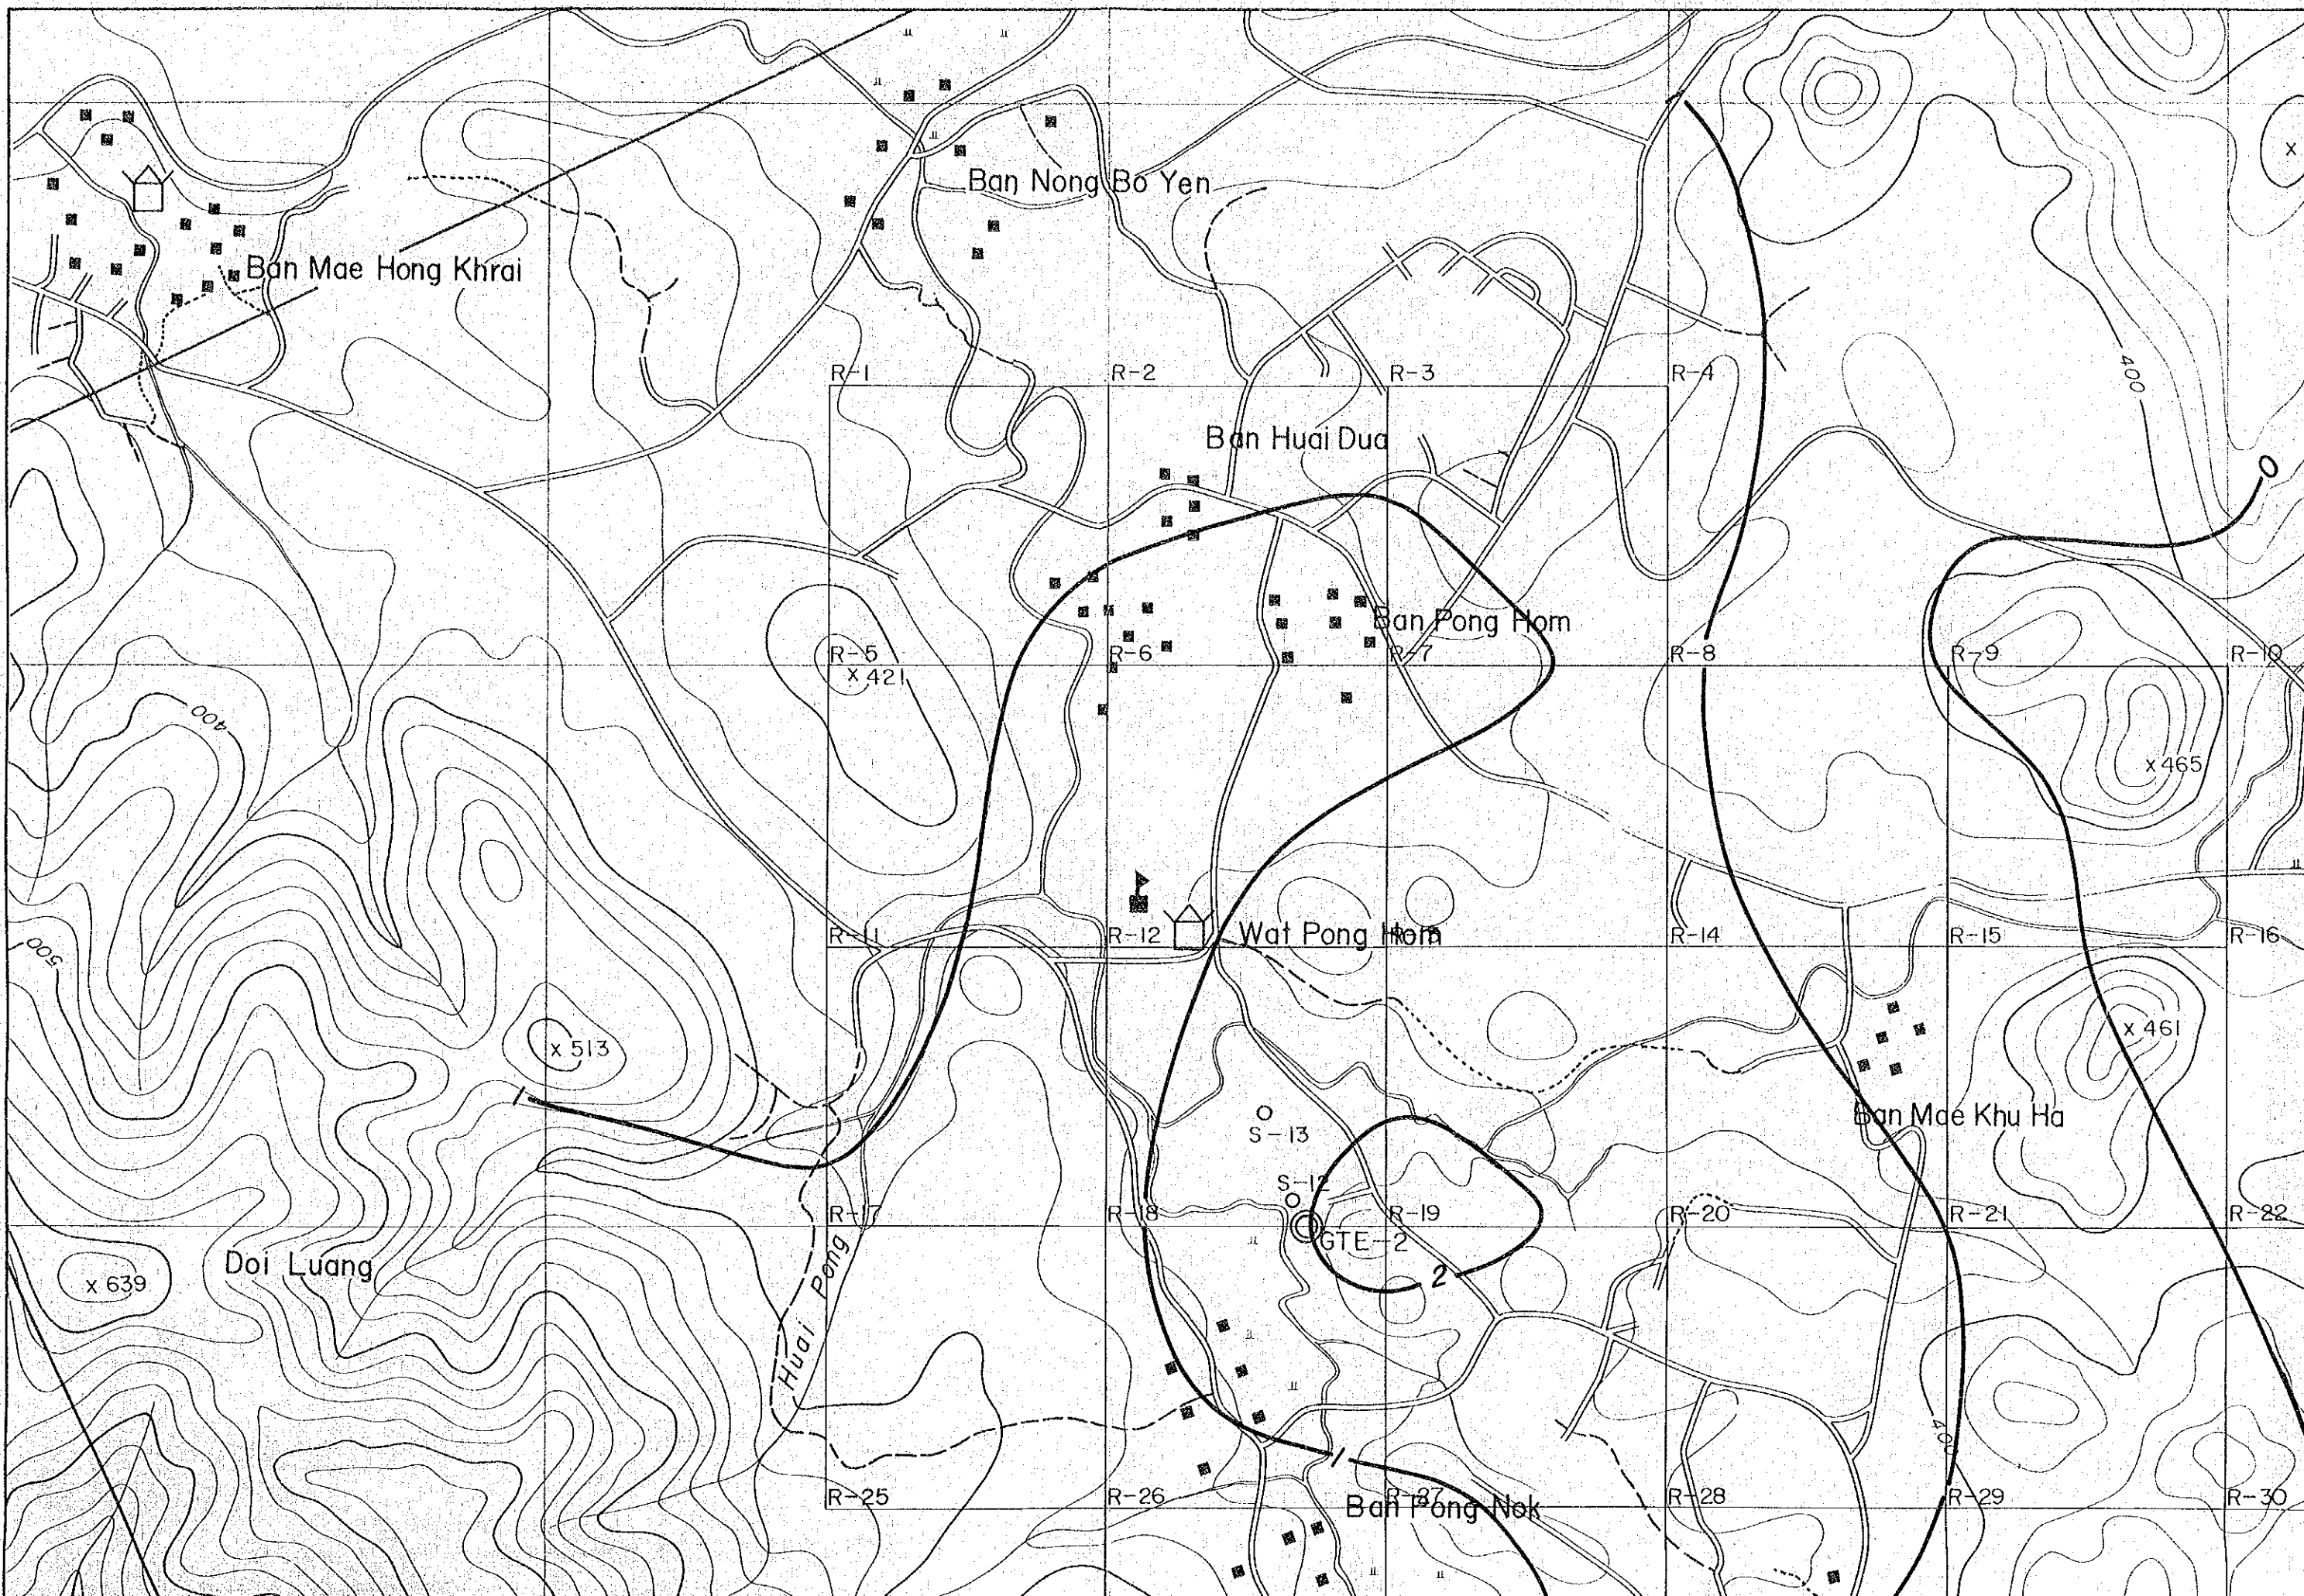 Ban Nong Bo Yen
Ban Mae Hong Khrai
R-1
R-2
R-3
R-4
400
Ban Huai Dua
0
Ban Pong Hom
R-5
R-6
R-7
R-8
R-9
R-10
x 421
400
x 465
R-11
R-12
Wat Pong Hom
R-14
R-15
R-16
500
x 513
x 461
1
S-13
Ban Mae Khu Ha
S-12
R-17
R-18
R-19
R-20
R-21
R-22
GTE-2
Doi Luang
x 639
2
Huai Pong
400
1
R-25
R-26
R-27
R-28
R-29
R-30
Ban Pong Nok